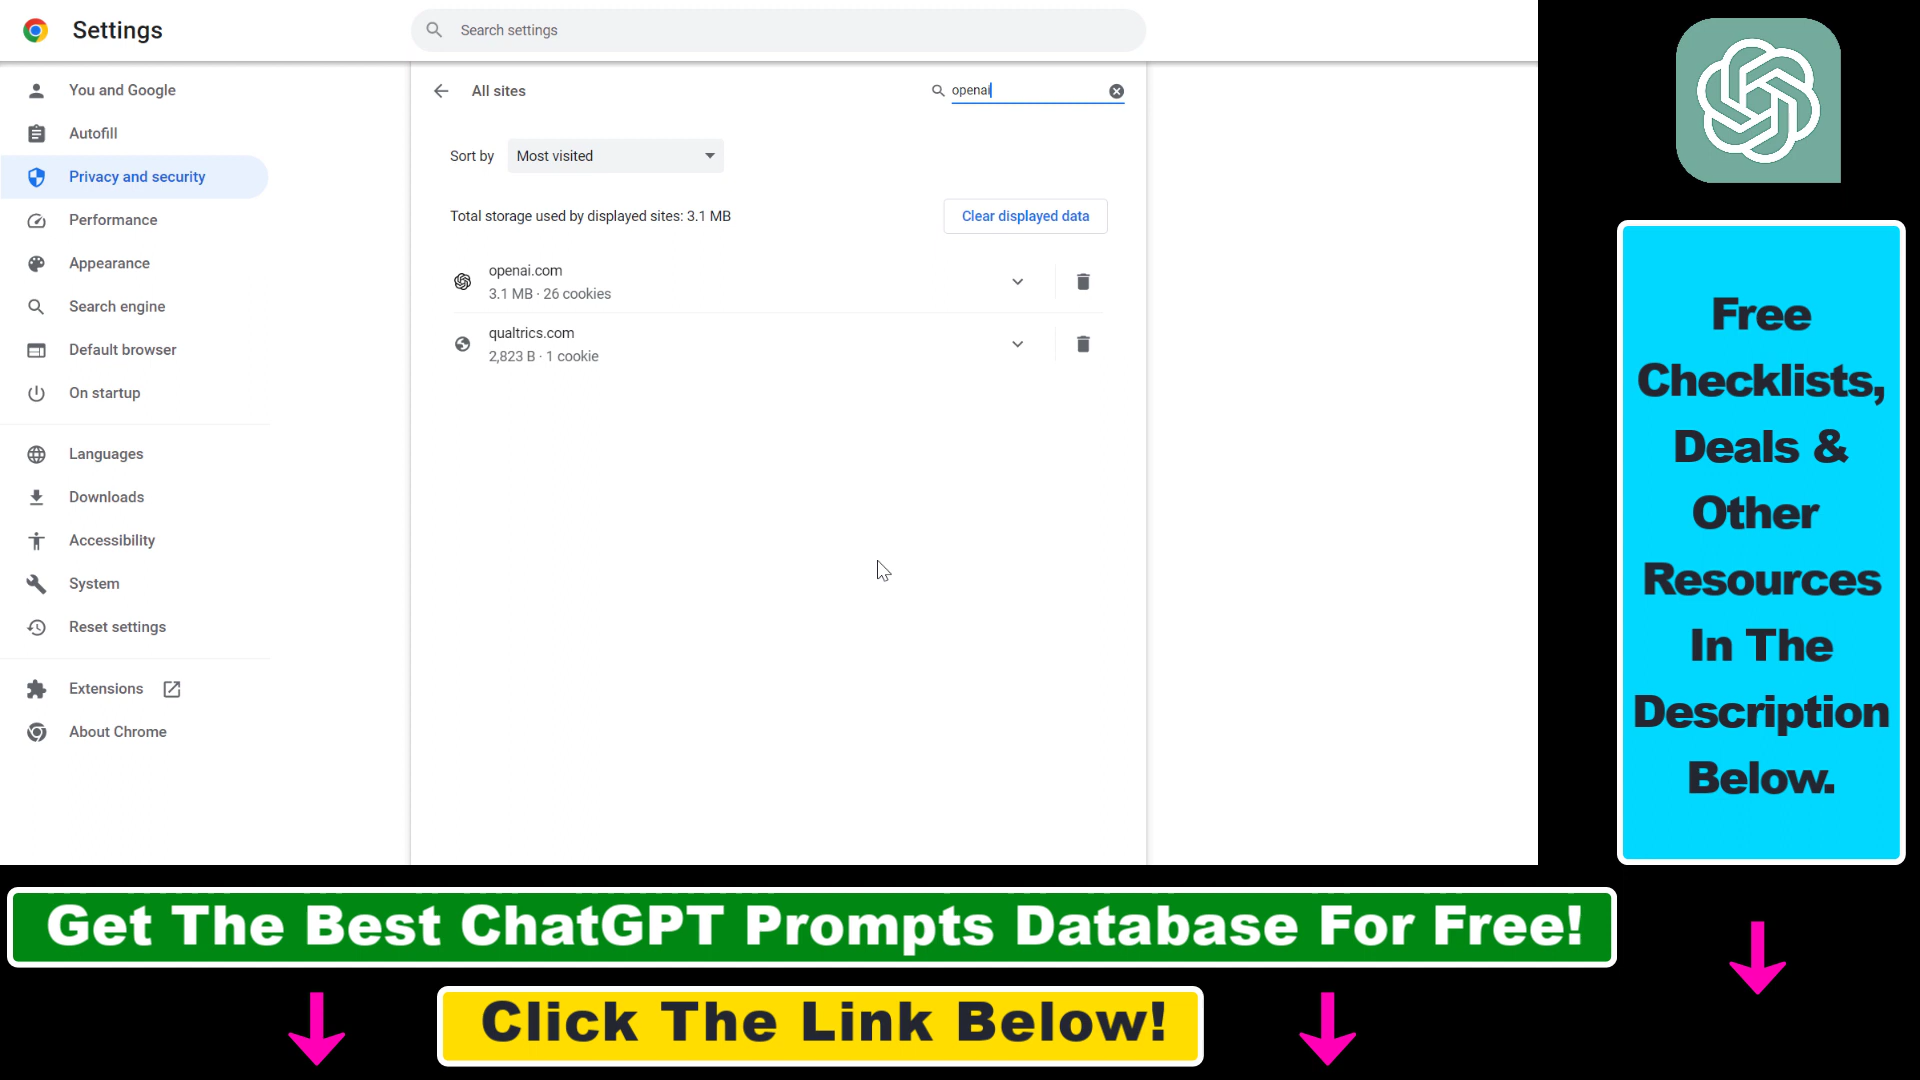 Settings
Search settings
You and Google
Autofill
Privacy and security
Performance
Appearance
Search engine
Default browser
On startup
Languages
Downloads
Accessibility
System
Reset settings
Extensions
About Chrome
All sites
openai
Sort by Most visited
Total storage used by displayed sites: 3.1 MB
Clear displayed data
openai.com
3.1 MB · 26 cookies
qualtrics.com
2,823 B · 1 cookie
Free
Checklists,
Deals &
Other
Resources
In The
Description
Below.
Get The Best ChatGPT Prompts Database For Free!
Click The Link Below!